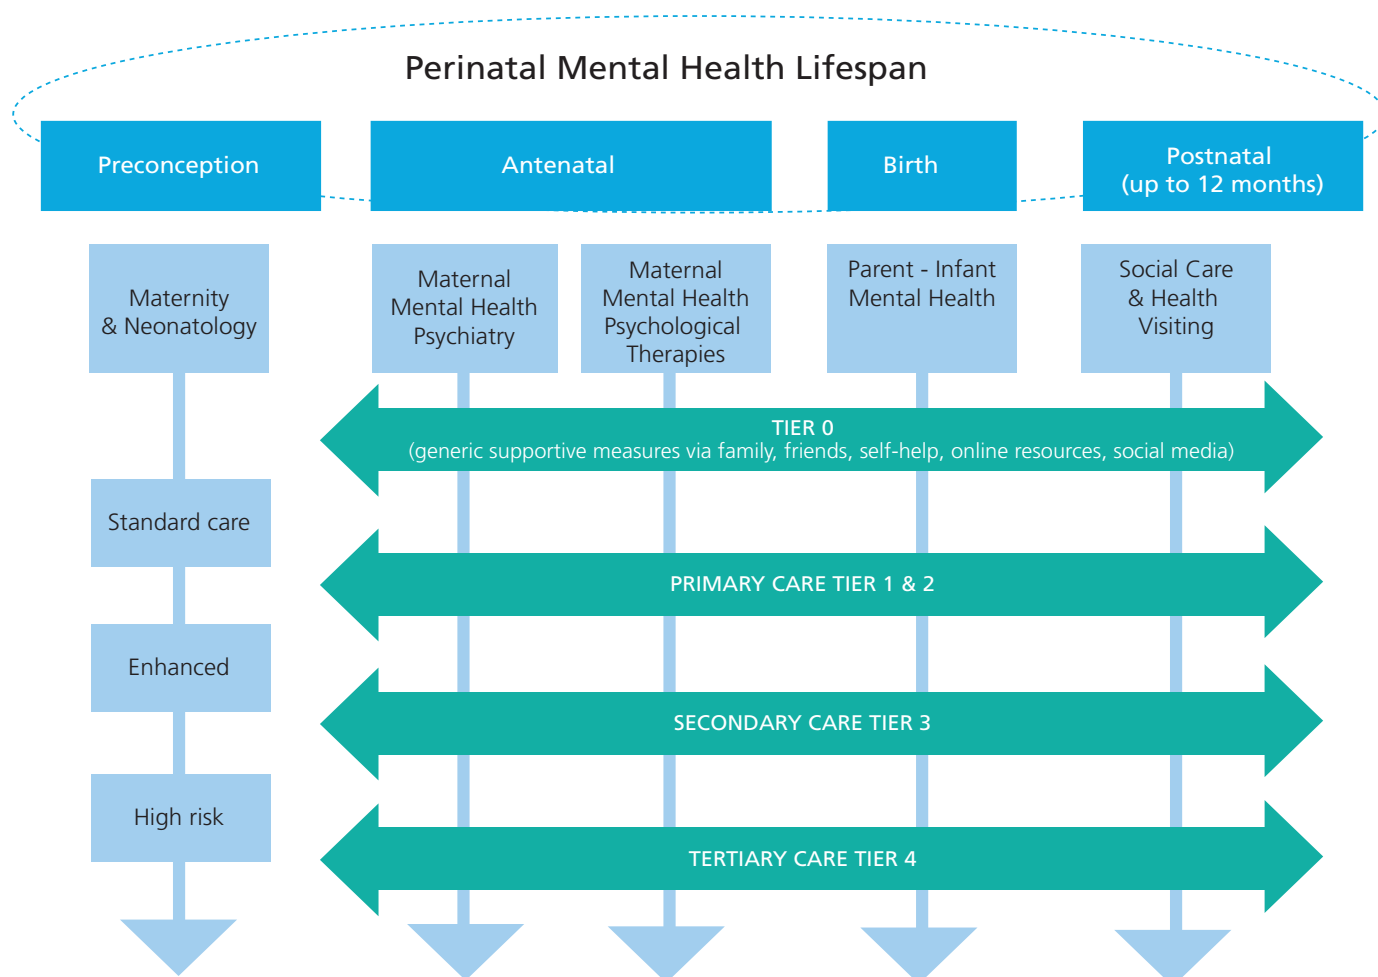 Perinatal Mental Health Lifespan
Preconception
Antenatal
Birth
Postnatal
(up to 12 months)
Maternity
& Neonatology
Maternal
Mental Health
Psychiatry
Maternal
Mental Health
Psychological
Therapies
Parent - Infant
Mental Health
Social Care
& Health
Visiting
TIER 0
(generic supportive measures via family, friends, self-help, online resources, social media)
Standard care
PRIMARY CARE TIER 1 & 2
Enhanced
SECONDARY CARE TIER 3
High risk
TERTIARY CARE TIER 4